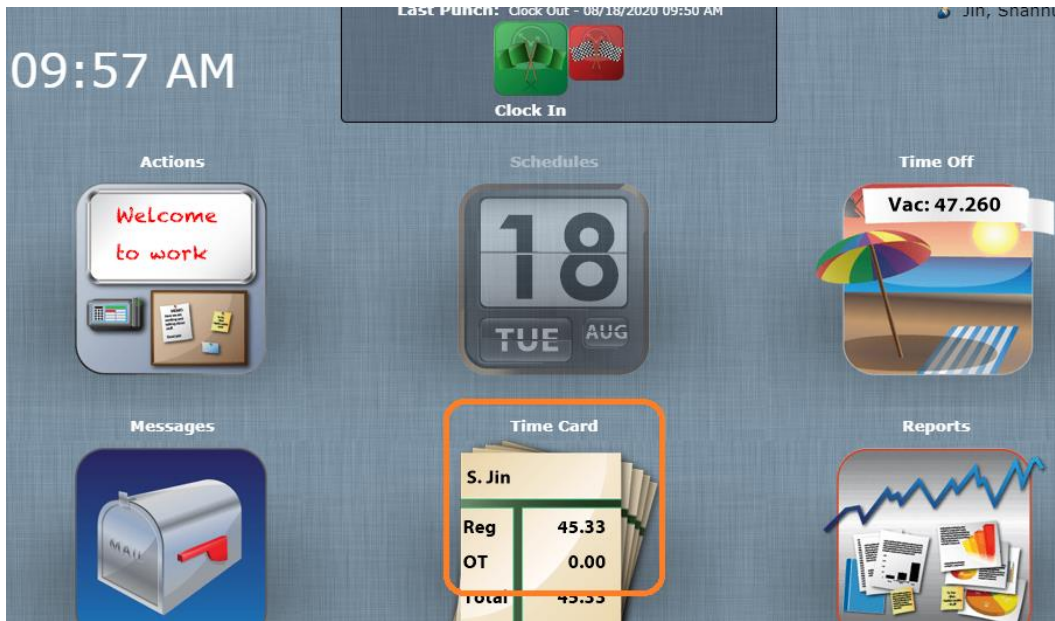 Last Punch: Clock Out - 08/18/2020 09:50 AM
Jin, Shannu
09:57 AM
Clock In
Actions
Schedules
Time Off
Welcome
to work
18
TUE AUG
Vac: 47.260
Messages
Time Card
Reports
MAIL
S. Jin
Reg 45.33
OT 0.00
Total 45.33